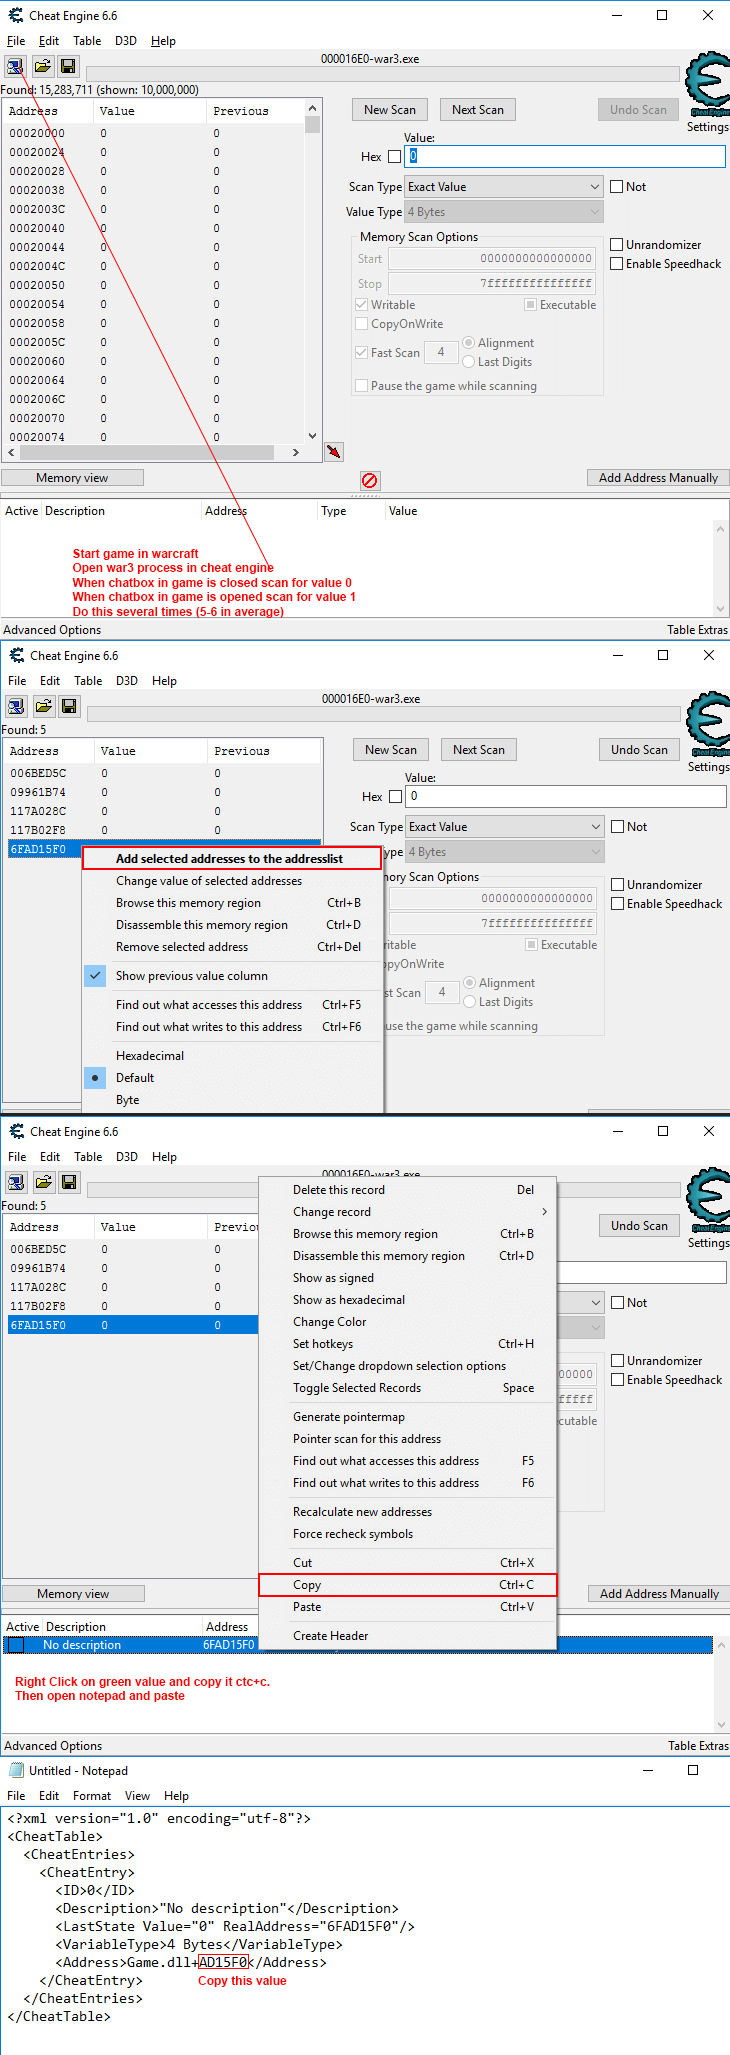 Cheat Engine 6.6
File Edit Table D3D Help
000016E0-war3.exe
Found: 15,283,711 (shown: 10,000,000)
Address Value Previous
00020000 0 0
00020024 0 0
00020028 0 0
00020038 0 0
0002003C 0 0
00020040 0 0
00020044 0 0
0002004C 0 0
00020050 0 0
00020054 0 0
00020058 0 0
0002005C 0 0
00020060 0 0
00020064 0 0
0002006C 0 0
00020070 0 0
00020074 0 0
New Scan Next Scan Undo Scan
Cheat Engine
Settings
Value:
Hex 0
Scan Type Exact Value Not
Value Type 4 Bytes
Memory Scan Options
Start 0000000000000000
Stop 7fffffffffffffff
Unrandomizer
Enable Speedhack
Writable Executable
CopyOnWrite
Fast Scan 4 Alignment
Last Digits
Pause the game while scanning
Memory view Add Address Manually
Active Description Address Type Value
Start game in warcraft
Open war3 process in cheat engine
When chatbox in game is closed scan for value 0
When chatbox in game is opened scan for value 1
Do this several times (5-6 in average)
Advanced Options Table Extras
Cheat Engine 6.6
File Edit Table D3D Help
000016E0-war3.exe
Found: 5
Address Value Previous
006BED5C 0 0
09961B74 0 0
117A028C 0 0
117B02F8 0 0
6FAD15F0
New Scan Next Scan Undo Scan
Cheat Engine
Settings
Value:
Hex 0
Scan Type Exact Value Not
ype 4 Bytes
nory Scan Options
0000000000000000
7fffffffffffffff
Unrandomizer
Enable Speedhack
ritable Executable
opyOnWrite
st Scan 4 Alignment
Last Digits
use the game while scanning
Add selected addresses to the addresslist
Change value of selected addresses
Browse this memory region Ctrl+B
Disassemble this memory region Ctrl+D
Remove selected address Ctrl+Del
Show previous value column
Find out what accesses this address Ctrl+F5
Find out what writes to this address Ctrl+F6
Hexadecimal
Default
Byte
Cheat Engine 6.6
File Edit Table D3D Help
000016E0-war3.exe
Found: 5
Address Value Previou
006BED5C 0 0
09961B74 0 0
117A028C 0 0
117B02F8 0 0
6FAD15F0 0 0
Undo Scan
Cheat Engine
Settings
Not
Unrandomizer
Enable Speedhack
00000
fffff
cutable
Delete this record Del
Change record
Browse this memory region Ctrl+B
Disassemble this memory region Ctrl+D
Show as signed
Show as hexadecimal
Change Color
Set hotkeys Ctrl+H
Set/Change dropdown selection options
Toggle Selected Records Space
Generate pointermap
Pointer scan for this address
Find out what accesses this address F5
Find out what writes to this address F6
Recalculate new addresses
Force recheck symbols
Cut Ctrl+X
Copy Ctrl+C
Paste Ctrl+V
Create Header
Memory view Add Address Manually
Active Description Address
No description 6FAD15F0
Right Click on green value and copy it ctc+c.
Then open notepad and paste
Advanced Options Table Extras
Untitled - Notepad
File Edit Format View Help
<?xml version="1.0" encoding="utf-8"?>
<CheatTable>
<CheatEntries>
<CheatEntry>
<ID>0</ID>
<Description>"No description"</Description>
<LastState Value="0" RealAddress="6FAD15F0"/>
<VariableType>4 Bytes</VariableType>
<Address>Game.dll+AD15F0</Address>
</CheatEntry>
Copy this value
</CheatEntries>
</CheatTable>